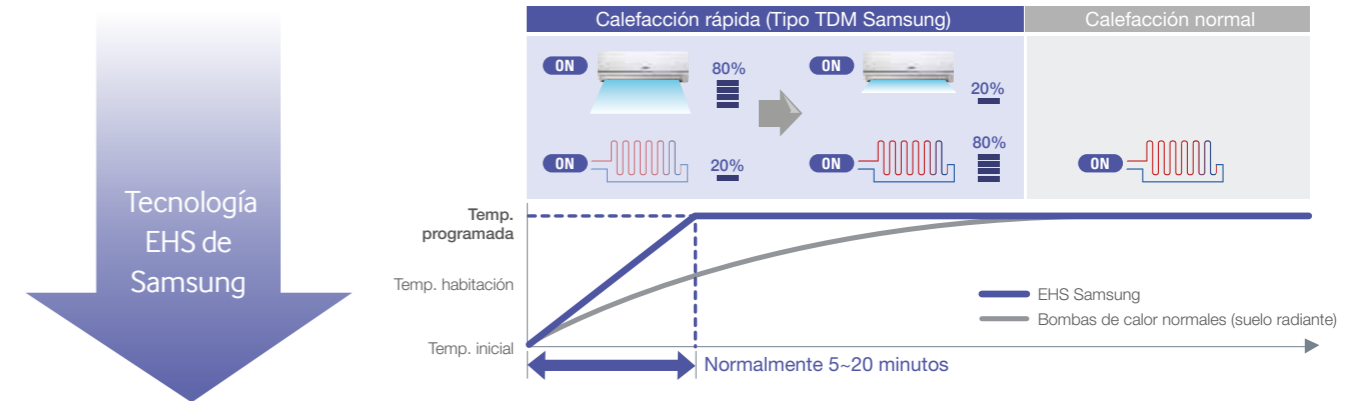 Calefacción rápida (Tipo TDM Samsung)
Calefacción normal
ON
80%
ON
20%
ON
20%
ON
80%
ON
Tecnología
EHS de
Samsung
Temp.
programada
Temp. habitación
Temp. inicial
EHS Samsung
Bombas de calor normales (suelo radiante)
Normalmente 5~20 minutos